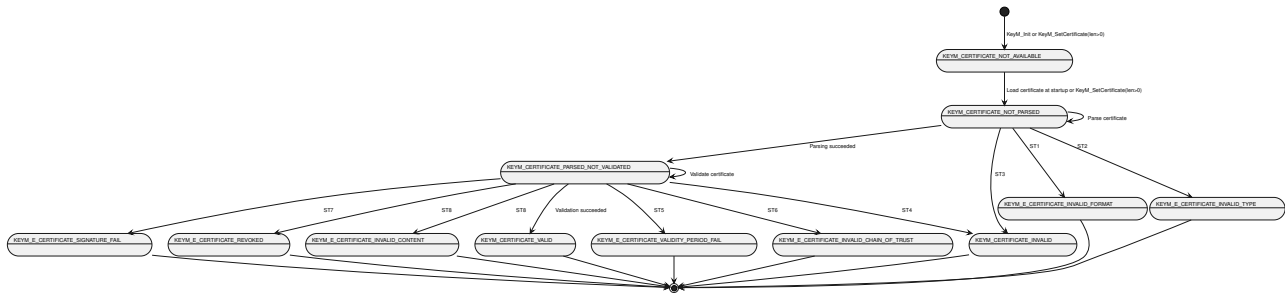 KeyM_Init or KeyM_SetCertificate(len=0)
KEYM_CERTIFICATE_NOT_AVAILABLE
Load certificate at startup or KeyM_SetCertificate(len>0)
KEYM_CERTIFICATE_NOT_PARSED
Parse certificate
Parsing succeeded
ST1
ST2
KEYM_CERTIFICATE_PARSED_NOT_VALIDATED
Validate certificate
ST3
KEYM_E_CERTIFICATE_INVALID_FORMAT
KEYM_E_CERTIFICATE_INVALID_TYPE
ST7
ST8
ST8
Validation succeeded
ST5
ST6
ST4
KEYM_E_CERTIFICATE_SIGNATURE_FAIL
KEYM_E_CERTIFICATE_REVOKED
KEYM_E_CERTIFICATE_INVALID_CONTENT
KEYM_CERTIFICATE_VALID
KEYM_E_CERTIFICATE_VALIDITY_PERIOD_FAIL
KEYM_E_CERTIFICATE_INVALID_CHAIN_OF_TRUST
KEYM_CERTIFICATE_INVALID